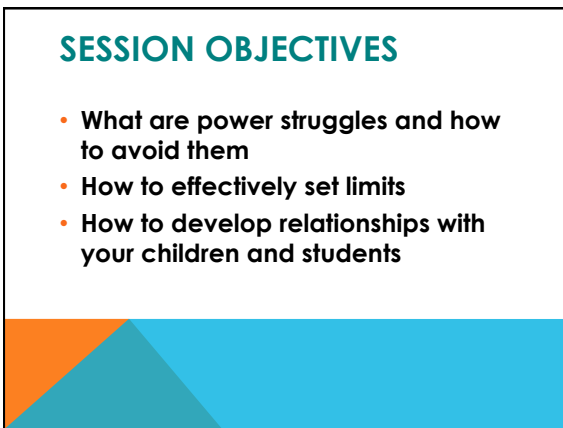 SESSION OBJECTIVES
• What are power struggles and how
to avoid them
• How to effectively set limits
• How to develop relationships with
your children and students